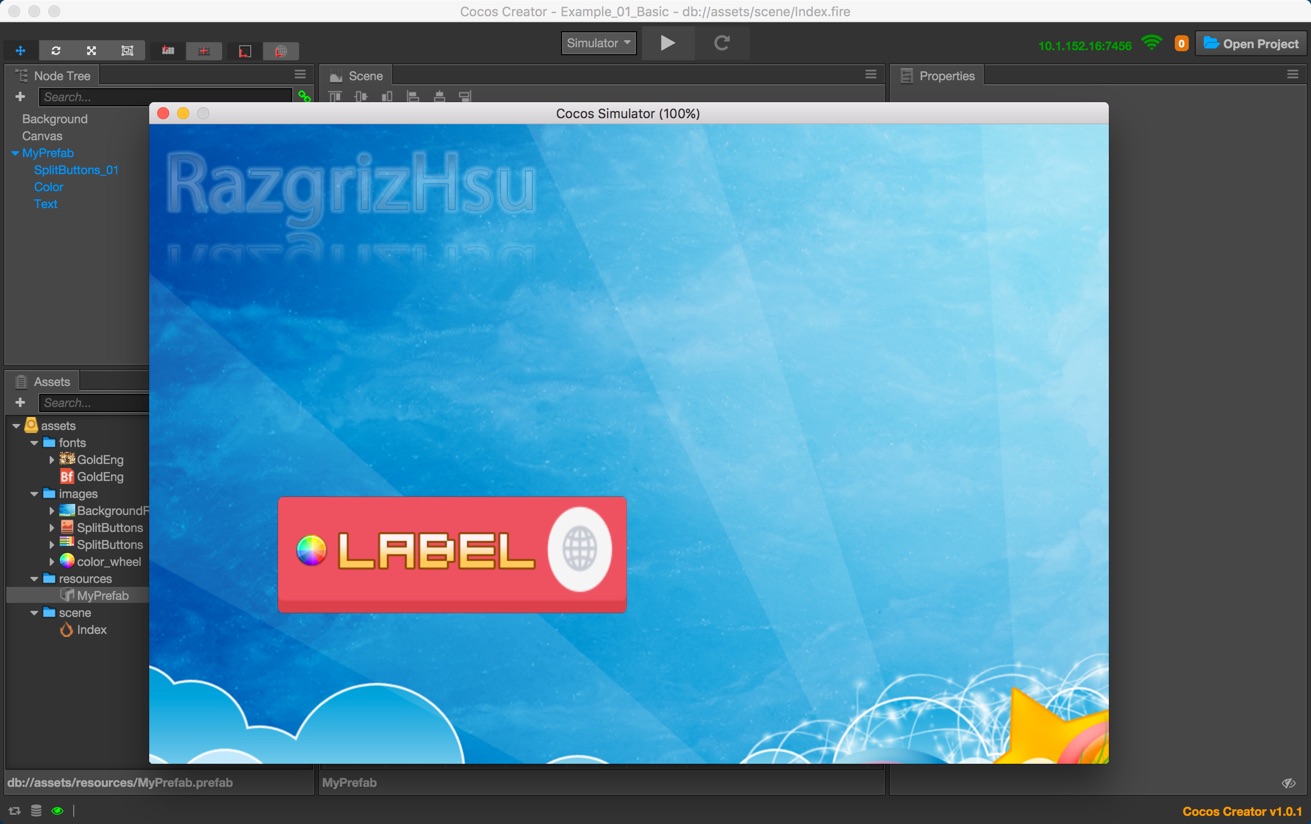 Cocos Creator - Example_01_Basic - db://assets/scene/Index.fire
Simulator
10.1.152.16:7456
0
Open Project
Node Tree
Scene
Properties
Search...
Background
Canvas
MyPrefab
SplitButtons_01
Color
Text
Cocos Simulator (100%)
RazgrizHsu
LABEL
Assets
Search...
assets
fonts
GoldEng
Bf GoldEng
images
BackgroundF
SplitButtons
SplitButtons
color_wheel
resources
MyPrefab
scene
Index
db://assets/resources/MyPrefab.prefab
MyPrefab
Cocos Creator v1.0.1